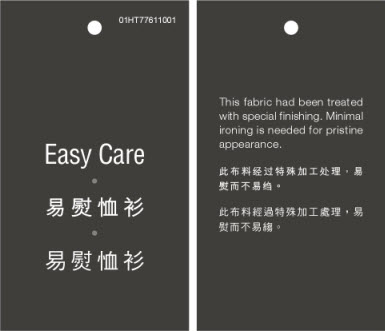 01HT77611001
Easy Care
易熨恤衫
易熨恤衫
This fabric had been treated
with special finishing. Minimal
ironing is needed for pristine
appearance.
此布料经过特殊加工处理，易
熨而不易绉。
此布料經過特殊加工處理，易
熨而不易縐。